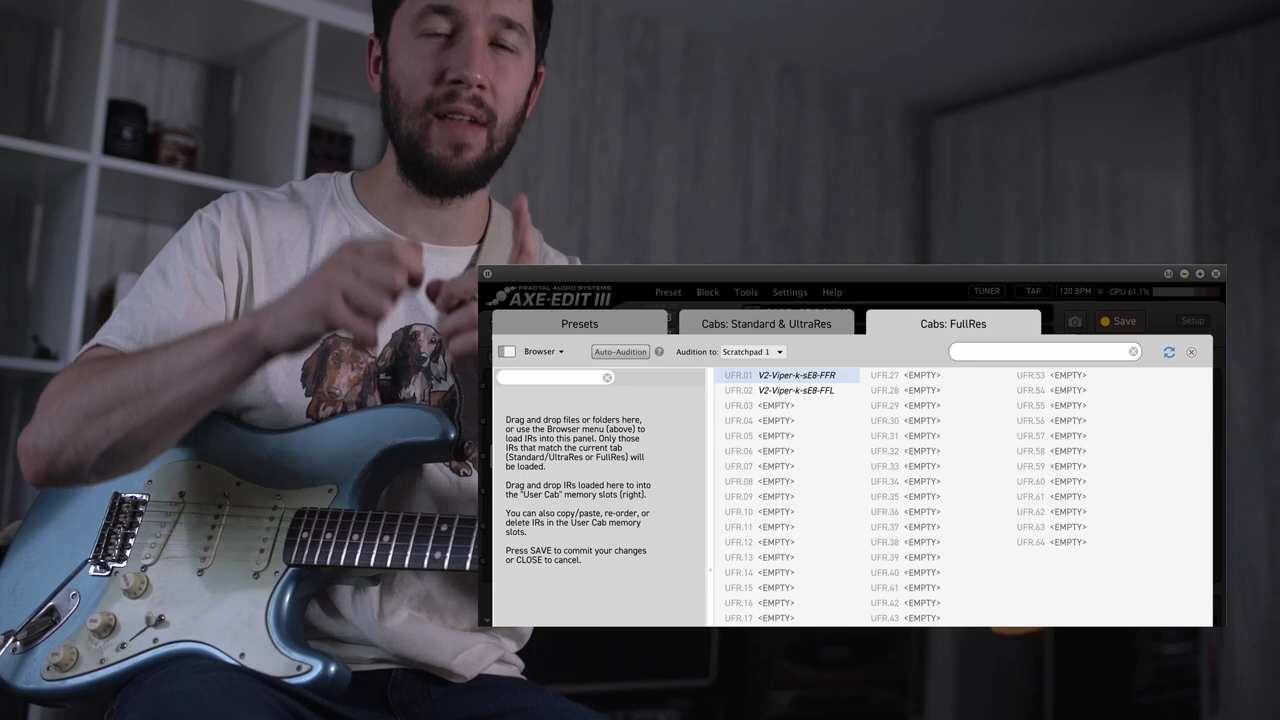 FRACTAL AUDIO SYSTEMS
AXE-EDIT III
Preset Block Tools Settings Help
TUNER TAP 120 BPM CPU 61.1%
Save Setup
Presets Cabs: Standard & UltraRes Cabs: FullRes
Browser Auto-Audition ? Audition to: Scratchpad 1
Drag and drop files or folders here,
or use the Browser menu (above) to
load IRs into this panel. Only those
IRs that match the current tab
(Standard/UltraRes or FullRes) will
be loaded.
Drag and drop IRs loaded here to into
the "User Cab" memory slots (right).
You can also copy/paste, re-order, or
delete IRs in the User Cab memory
slots.
Press SAVE to commit your changes
or CLOSE to cancel.
UFR.01 V2-Viper-k-sE8-FFR
UFR.02 V2-Viper-k-sE8-FFL
UFR.03 <EMPTY>
UFR.04 <EMPTY>
UFR.05 <EMPTY>
UFR.06 <EMPTY>
UFR.07 <EMPTY>
UFR.08 <EMPTY>
UFR.09 <EMPTY>
UFR.10 <EMPTY>
UFR.11 <EMPTY>
UFR.12 <EMPTY>
UFR.13 <EMPTY>
UFR.14 <EMPTY>
UFR.15 <EMPTY>
UFR.16 <EMPTY>
UFR.17 <EMPTY>
UFR.27 <EMPTY>
UFR.28 <EMPTY>
UFR.29 <EMPTY>
UFR.30 <EMPTY>
UFR.31 <EMPTY>
UFR.32 <EMPTY>
UFR.33 <EMPTY>
UFR.34 <EMPTY>
UFR.35 <EMPTY>
UFR.36 <EMPTY>
UFR.37 <EMPTY>
UFR.38 <EMPTY>
UFR.39 <EMPTY>
UFR.40 <EMPTY>
UFR.41 <EMPTY>
UFR.42 <EMPTY>
UFR.43 <EMPTY>
UFR.53 <EMPTY>
UFR.54 <EMPTY>
UFR.55 <EMPTY>
UFR.56 <EMPTY>
UFR.57 <EMPTY>
UFR.58 <EMPTY>
UFR.59 <EMPTY>
UFR.60 <EMPTY>
UFR.61 <EMPTY>
UFR.62 <EMPTY>
UFR.63 <EMPTY>
UFR.64 <EMPTY>